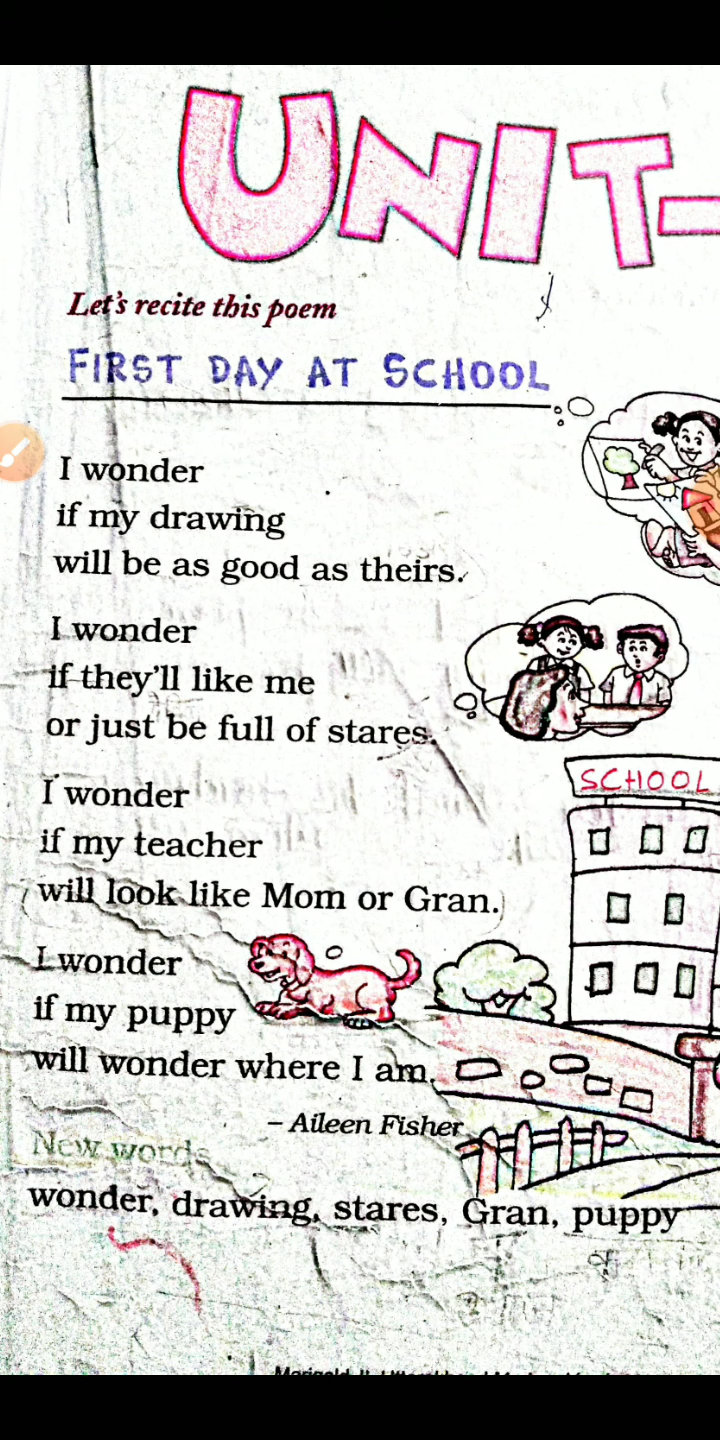 UNIT-
Let's recite this poem
FIRST DAY AT SCHOOL
I wonder
if my drawing
will be as good as theirs.
I wonder
if they'll like me
or just be full of stares.
I wonder
if my teacher
will look like Mom or Gran.
I wonder
if my puppy
will wonder where I am.
– Aileen Fisher
SCHOOL
New words
wonder, drawing, stares, Gran, puppy